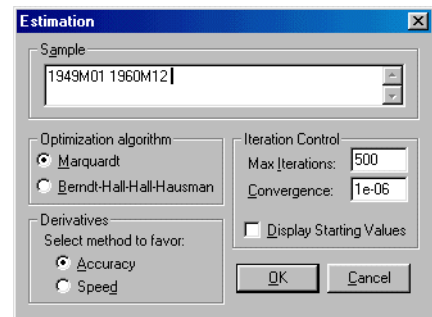 Estimation
Sample
1949M01 1960M12
Optimization algorithm
Marquardt
Berndt-Hall-Hall-Hausman
Derivatives
Select method to favor:
Accuracy
Speed
Iteration Control
Max Iterations: 500
Convergence: 1e-06
Display Starting Values
OK Cancel